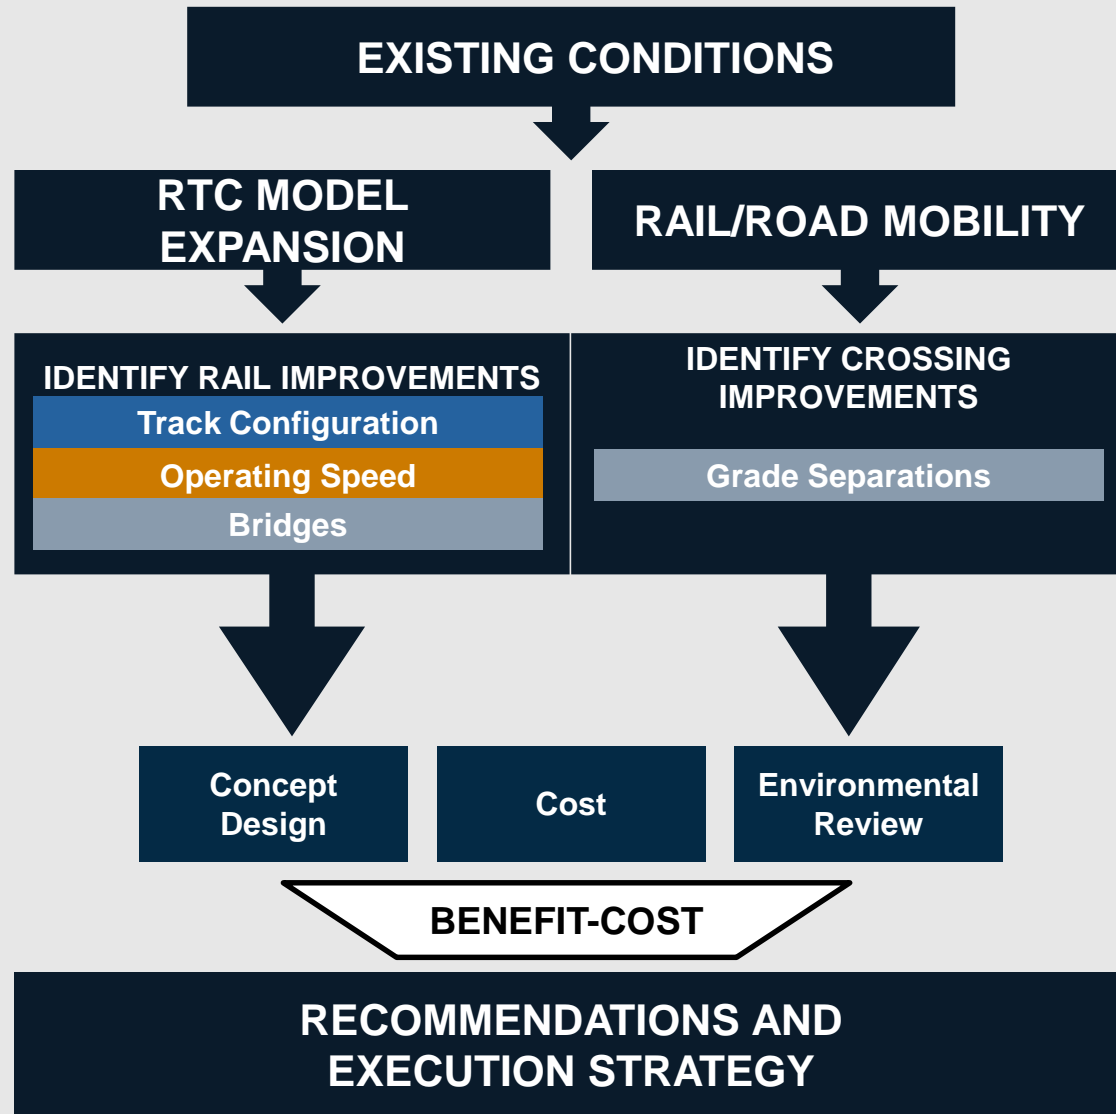 EXISTING CONDITIONS
RTC MODEL
EXPANSION
RAIL/ROAD MOBILITY
IDENTIFY RAIL IMPROVEMENTS
Track Configuration
Operating Speed
Bridges
IDENTIFY CROSSING
IMPROVEMENTS
Grade Separations
Concept
Design
Cost
Environmental
Review
BENEFIT-COST
RECOMMENDATIONS AND
EXECUTION STRATEGY